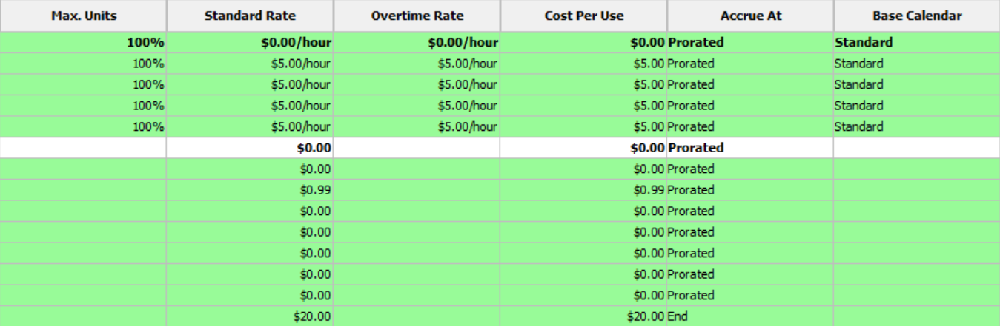 Max. Units Standard Rate Overtime Rate Cost Per Use Accrue At Base Calendar
100% $0.00/hour $0.00/hour $0.00 Prorated Standard
100% $5.00/hour $5.00/hour $5.00 Prorated Standard
100% $5.00/hour $5.00/hour $5.00 Prorated Standard
100% $5.00/hour $5.00/hour $5.00 Prorated Standard
100% $5.00/hour $5.00/hour $5.00 Prorated Standard
$0.00 $0.00 Prorated
$0.00 $0.00 Prorated
$0.99 $0.99 Prorated
$0.00 $0.00 Prorated
$0.00 $0.00 Prorated
$0.00 $0.00 Prorated
$0.00 $0.00 Prorated
$0.00 $0.00 Prorated
$20.00 $20.00 End